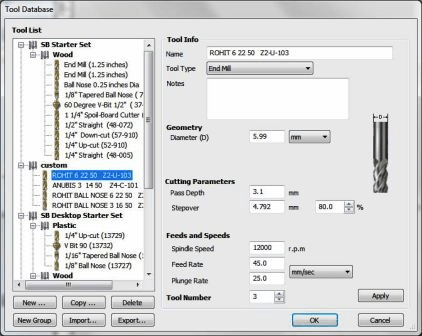 Tool Database
Tool List
SB Starter Set
Wood
End Mill (1.25 inches)
End Mill (1.25 inches)
Ball Nose 0.25 inches Dia
1/8" Tapered Ball Nose (
60 Degree V-Bit 1/2" (37-
1 1/4 Spoil-Board Cutter (
1/2" Straight (48-072)
1/4" Down-cut (57-910)
1/4" Up-cut (52-910)
1/4" Straight (48-005)
custom
ROHIT 6 22 50 Z2-U-103
ANUBIS 3 14 50 Z4-C-101
ROHIT BALL NOSE 6 22 50 Z
ROHIT BALL NOSE 3 16 50 Z
SB Desktop Starter Set
Plastic
1/4" Up-cut (13729)
V Bit 90 (13732)
1/16" Tapered Ball Nose (
1/8" Ball Nose (13727)
Wood
New ...
Copy ...
Delete
New Group
Import...
Export...
Tool Info
Name ROHIT 6 22 50 Z2-U-103
Tool Type End Mill
Notes
Geometry
Diameter (D) 5.99 mm
D
Cutting Parameters
Pass Depth 3.1 mm
Stepover 4.792 mm 80.0 %
Feeds and Speeds
Spindle Speed 12000 r.p.m
Feed Rate 45.0
mm/sec
Plunge Rate 25.0
Tool Number 3
Apply
OK
Cancel